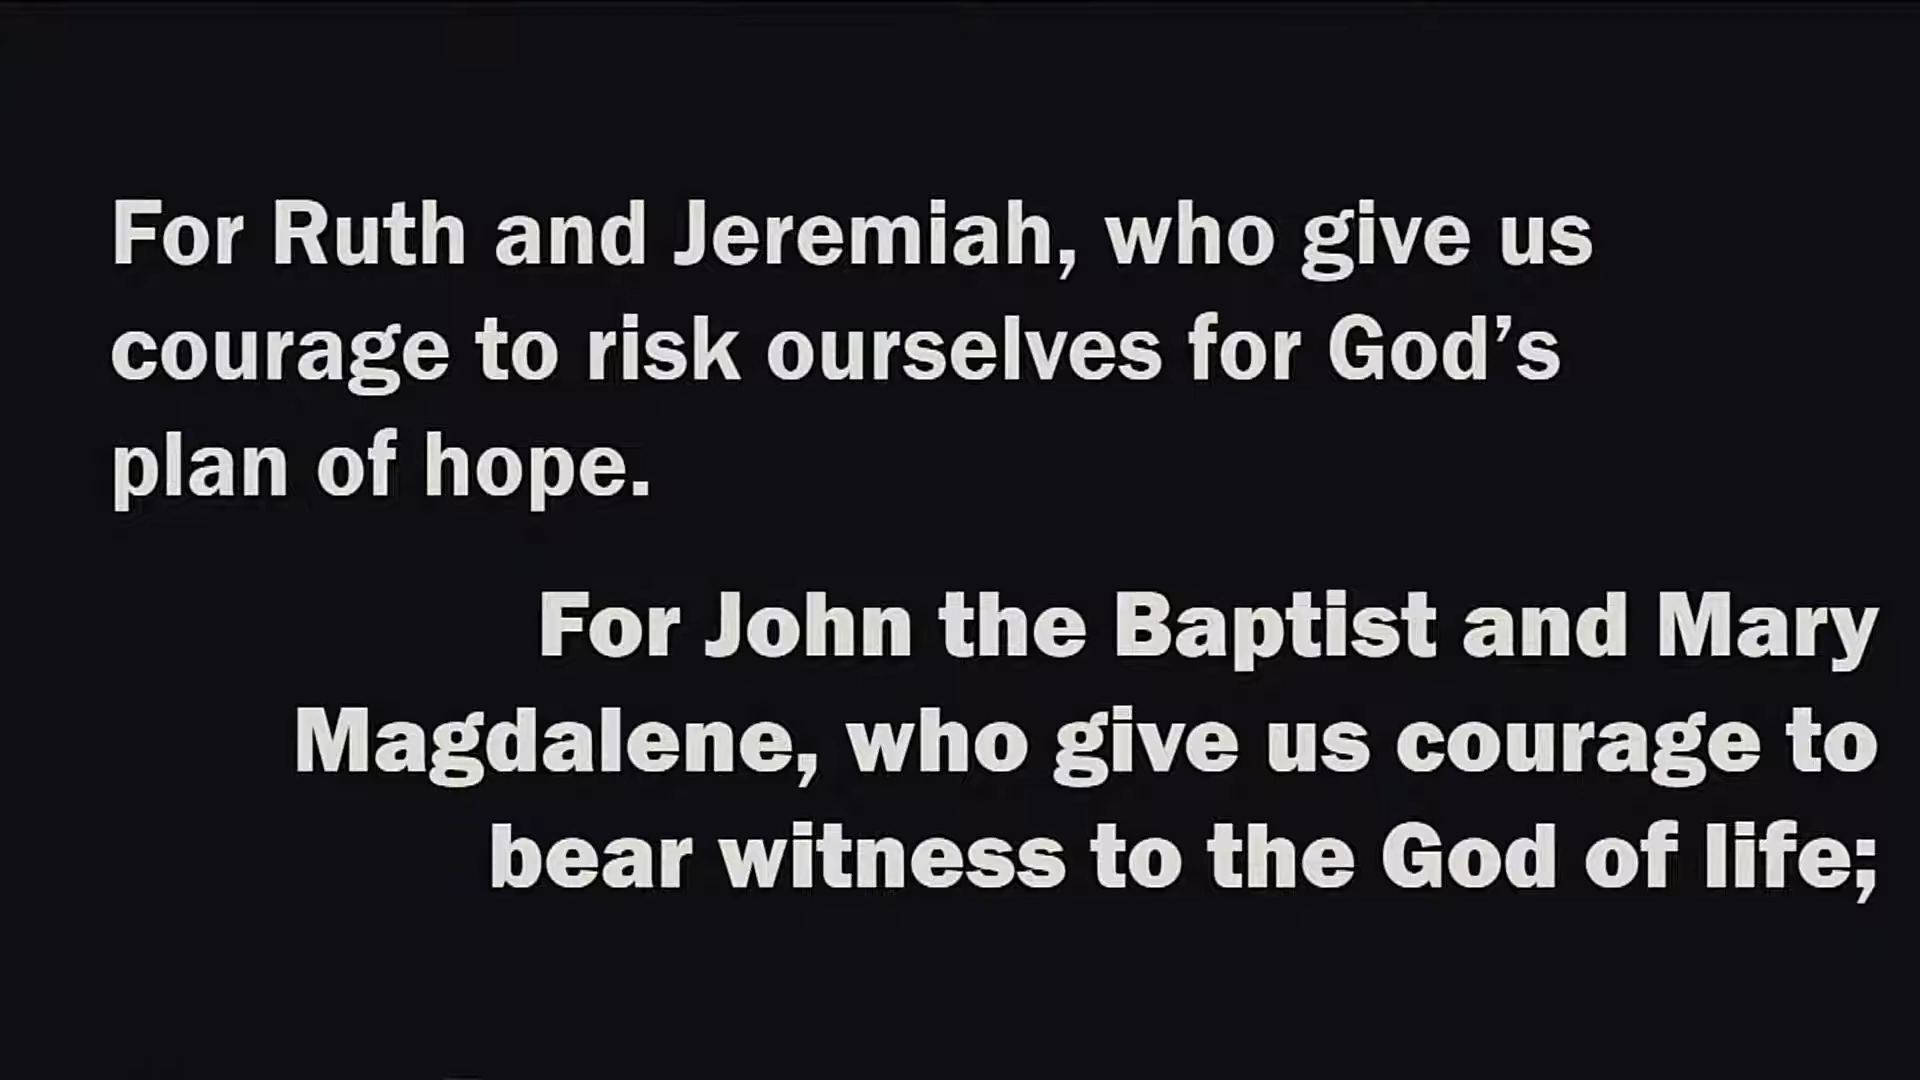 For Ruth and Jeremiah, who give us
courage to risk ourselves for God’s
plan of hope.
For John the Baptist and Mary
Magdalene, who give us courage to
bear witness to the God of life;